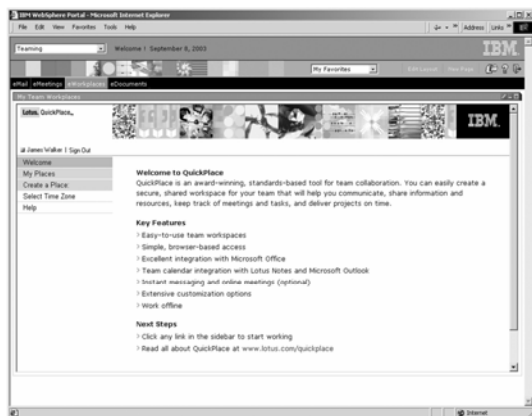 IBM WebSphere Portal - Microsoft Internet Explorer
File Edit View Favorites Tools Help
Address Links
Teaming
Welcome ! September 8, 2003
IBM
My Favorites
Edit Layout New Page
eMail eMeetings eWorkplaces eDocuments
My Team Workplaces
Lotus. QuickPlace
IBM.
James Walker | Sign Out
Welcome
My Places
Create a Place
Select Time Zone
Help
Welcome to QuickPlace
QuickPlace is an award-winning, standards-based tool for team collaboration. You can easily create a
secure, shared workspace for your team that will help you communicate, share information and
resources, keep track of meetings and tasks, and deliver projects on time.
Key Features
> Easy-to-use team workspaces
> Simple, browser-based access
> Excellent integration with Microsoft Office
> Team calendar integration with Lotus Notes and Microsoft Outlook
> Instant messaging and online meetings (optional)
> Extensive customization options
> Work offline
Next Steps
> Click any link in the sidebar to start working
> Read all about QuickPlace at www.lotus.com/quickplace
Internet